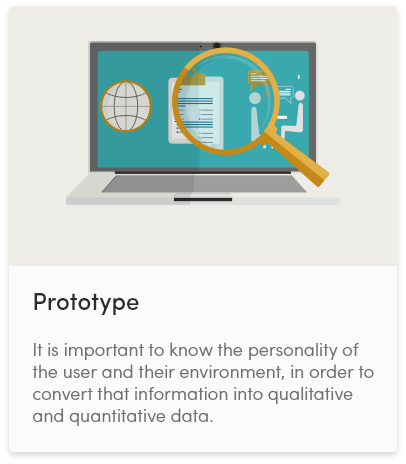 Prototype
It is important to know the personality of
the user and their environment, in order to
convert that information into qualitative
and quantitative data.